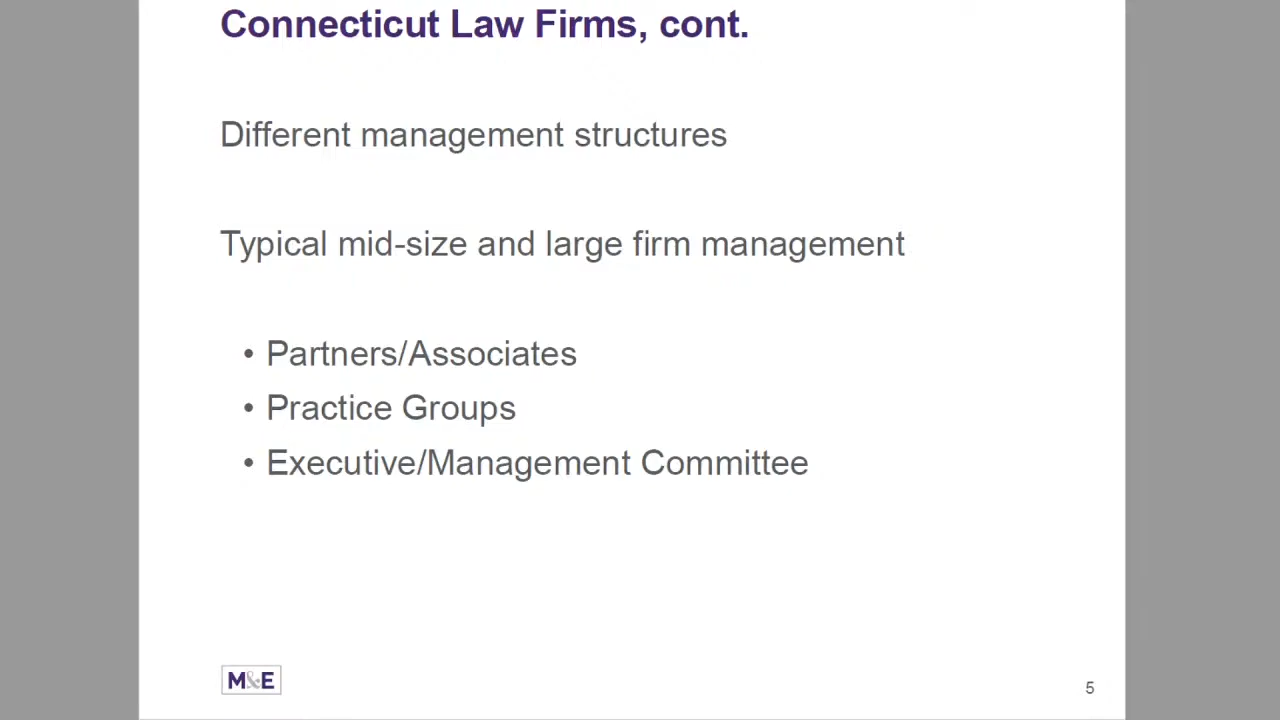 Connecticut Law Firms, cont.
Different management structures
Typical mid-size and large firm management
• Partners/Associates
• Practice Groups
• Executive/Management Committee
M&E
5